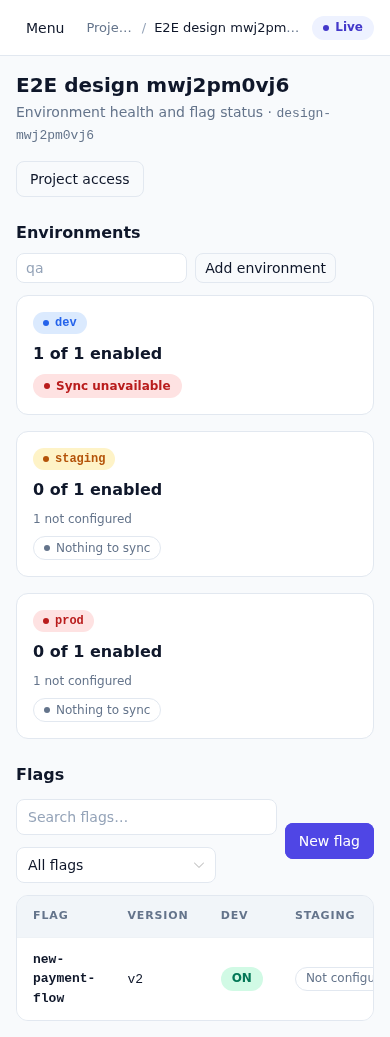 Menu Proje… / E2E design mwj2pm… Live
E2E design mwj2pm0vj6
Environment health and flag status · design-
mwj2pm0vj6
Project access
Environments
qa Add environment
dev
1 of 1 enabled
Sync unavailable
staging
0 of 1 enabled
1 not configured
Nothing to sync
prod
0 of 1 enabled
1 not configured
Nothing to sync
Flags
Search flags…
New flag
All flags
FLAG VERSION DEV STAGING
new-
payment-
flow
v2 ON Not configu